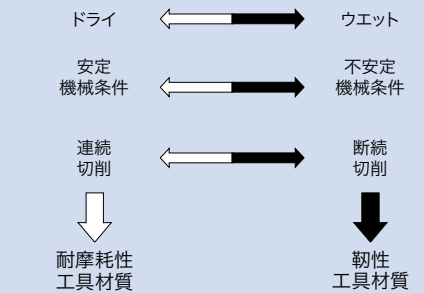 ドライ ウエット
安定 不安定
機械条件 機械条件
連続 断続
切削 切削
耐摩耗性 靭性
工具材質 工具材質